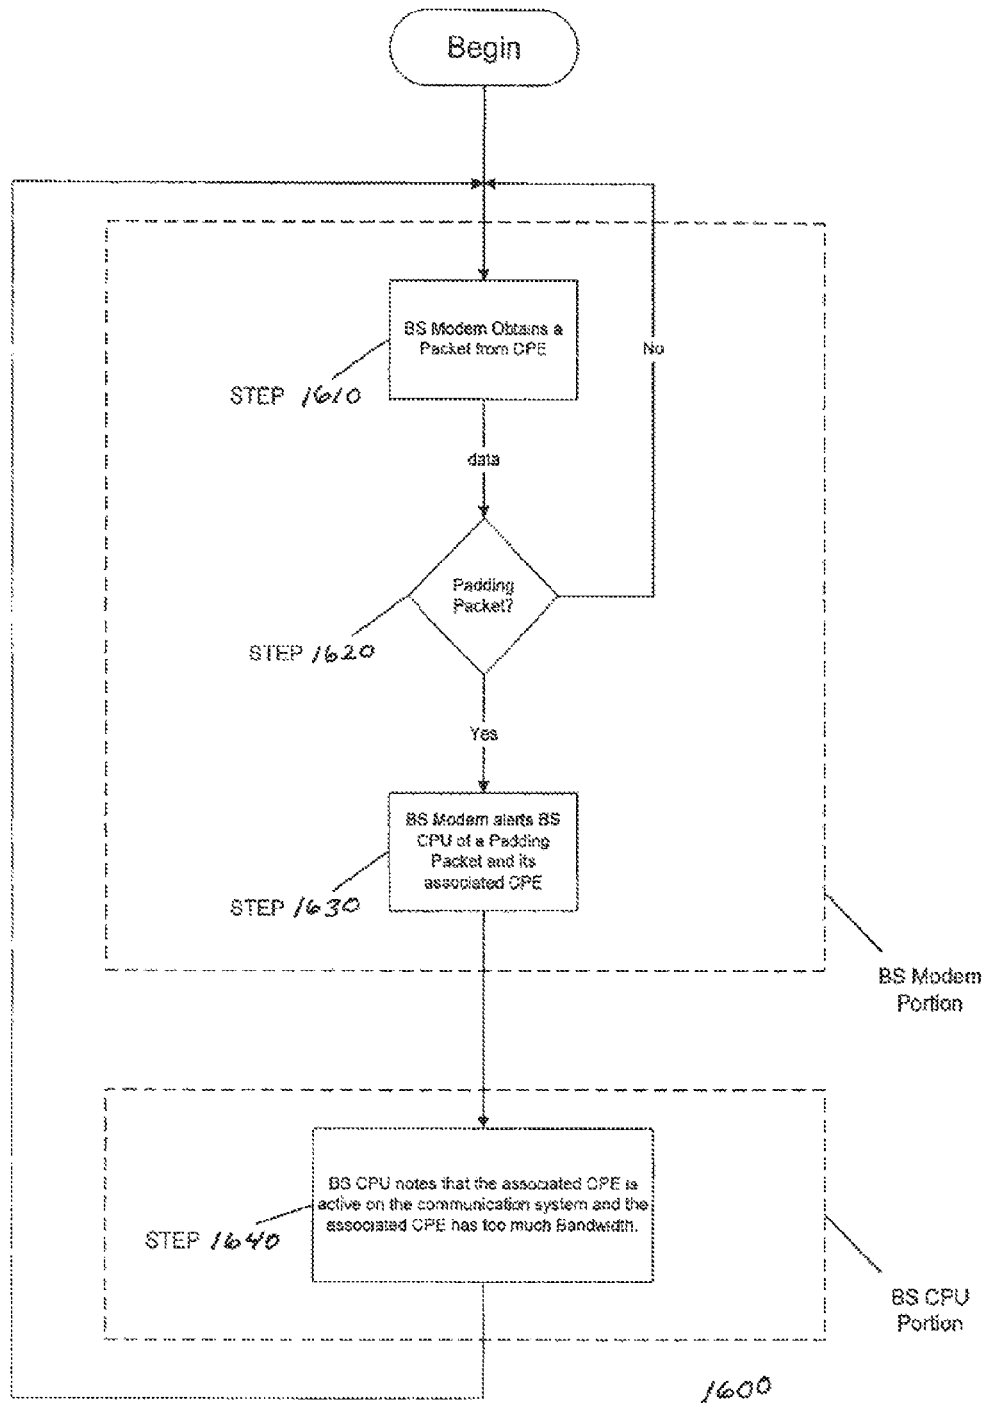 Begin
BS Modem Obtains a
Packet from CPE
No
STEP 1610
data
Padding
Packet?
STEP 1620
Yes
BS Modem alerts BS
CPU of a Padding
Packet and its
associated CPE
STEP 1630
BS Modem
Portion
BS CPU notes that the associated CPE is
active on the communication system and the
associated CPE has too much Bandwidth.
STEP 1640
BS CPU
Portion
1600